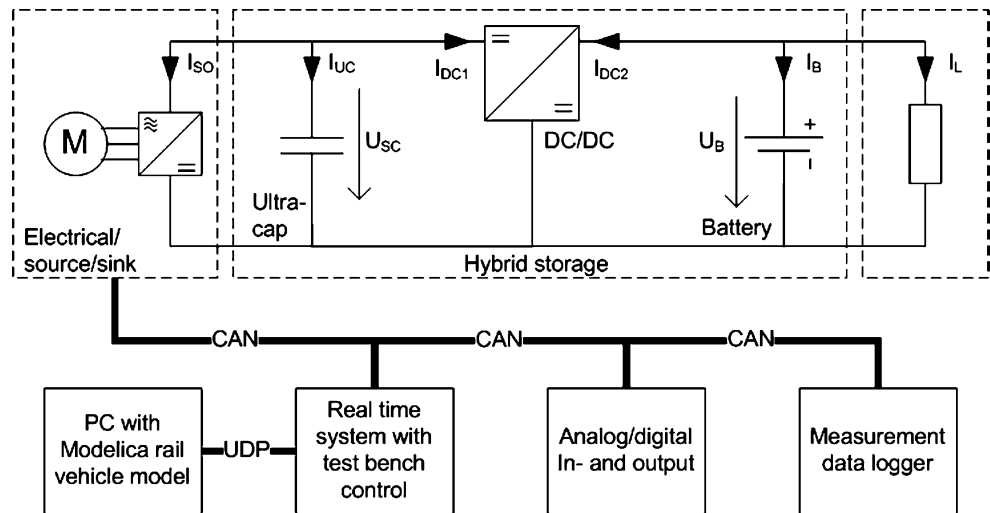 I_SO
I_UC
I_DC1
I_DC2
I_B
I_L
M
U_SC
DC/DC
U_B
+
Ultra-
cap
Battery
Electrical/
source/sink
Hybrid storage
CAN
CAN
CAN
PC with
Modelica rail
vehicle model
UDP
Real time
system with
test bench
control
Analog/digital
In- and output
Measurement
data logger